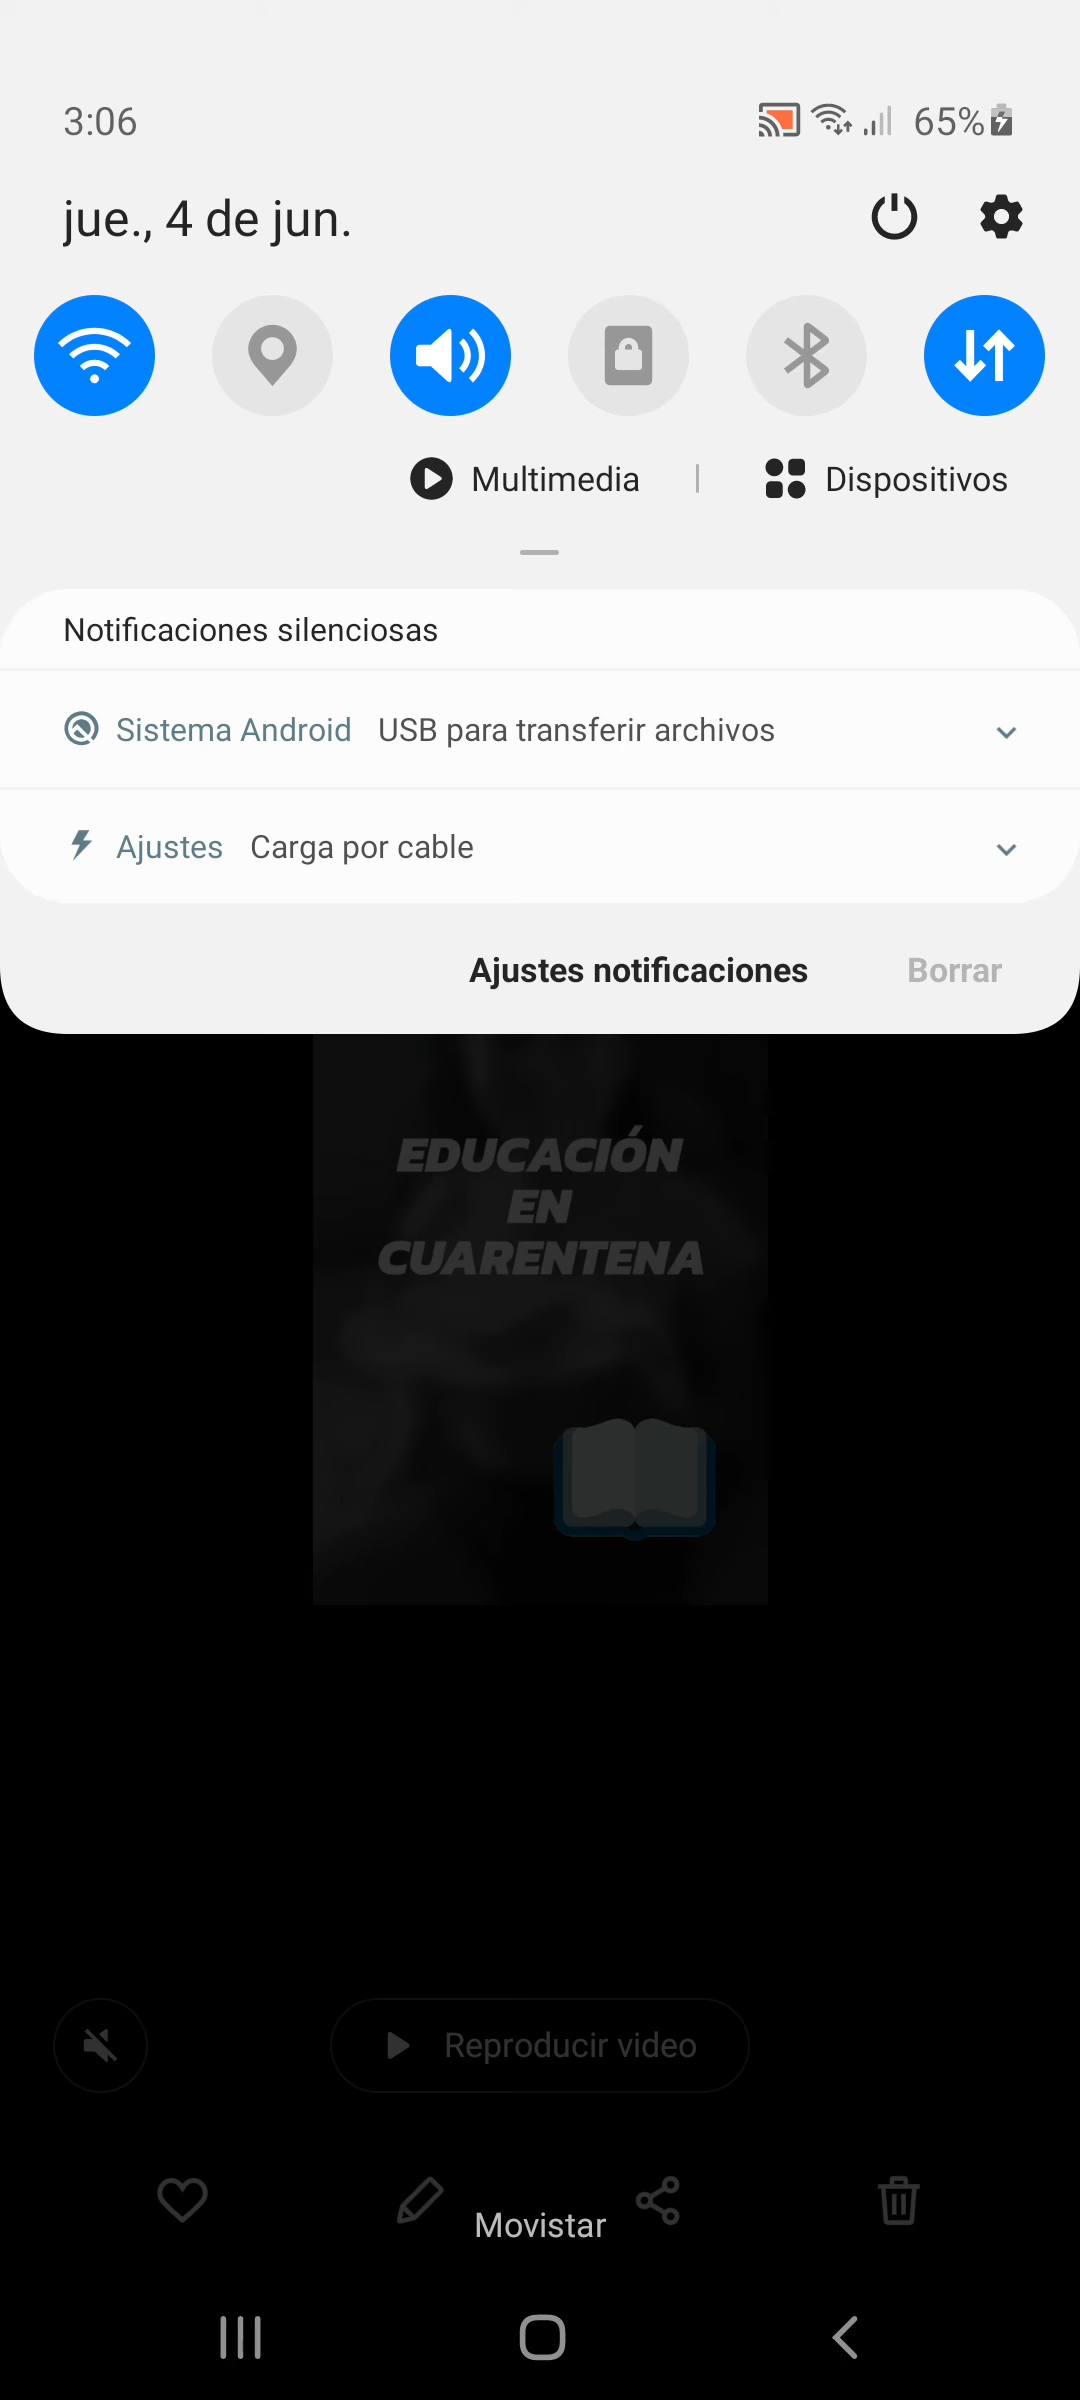 3:06
65%
jue., 4 de jun.
Multimedia
Dispositivos
Notificaciones silenciosas
Sistema Android USB para transferir archivos
Ajustes Carga por cable
Ajustes notificaciones
Borrar
EDUCACIÓN
EN
CUARENTENA
Reproducir video
Movistar